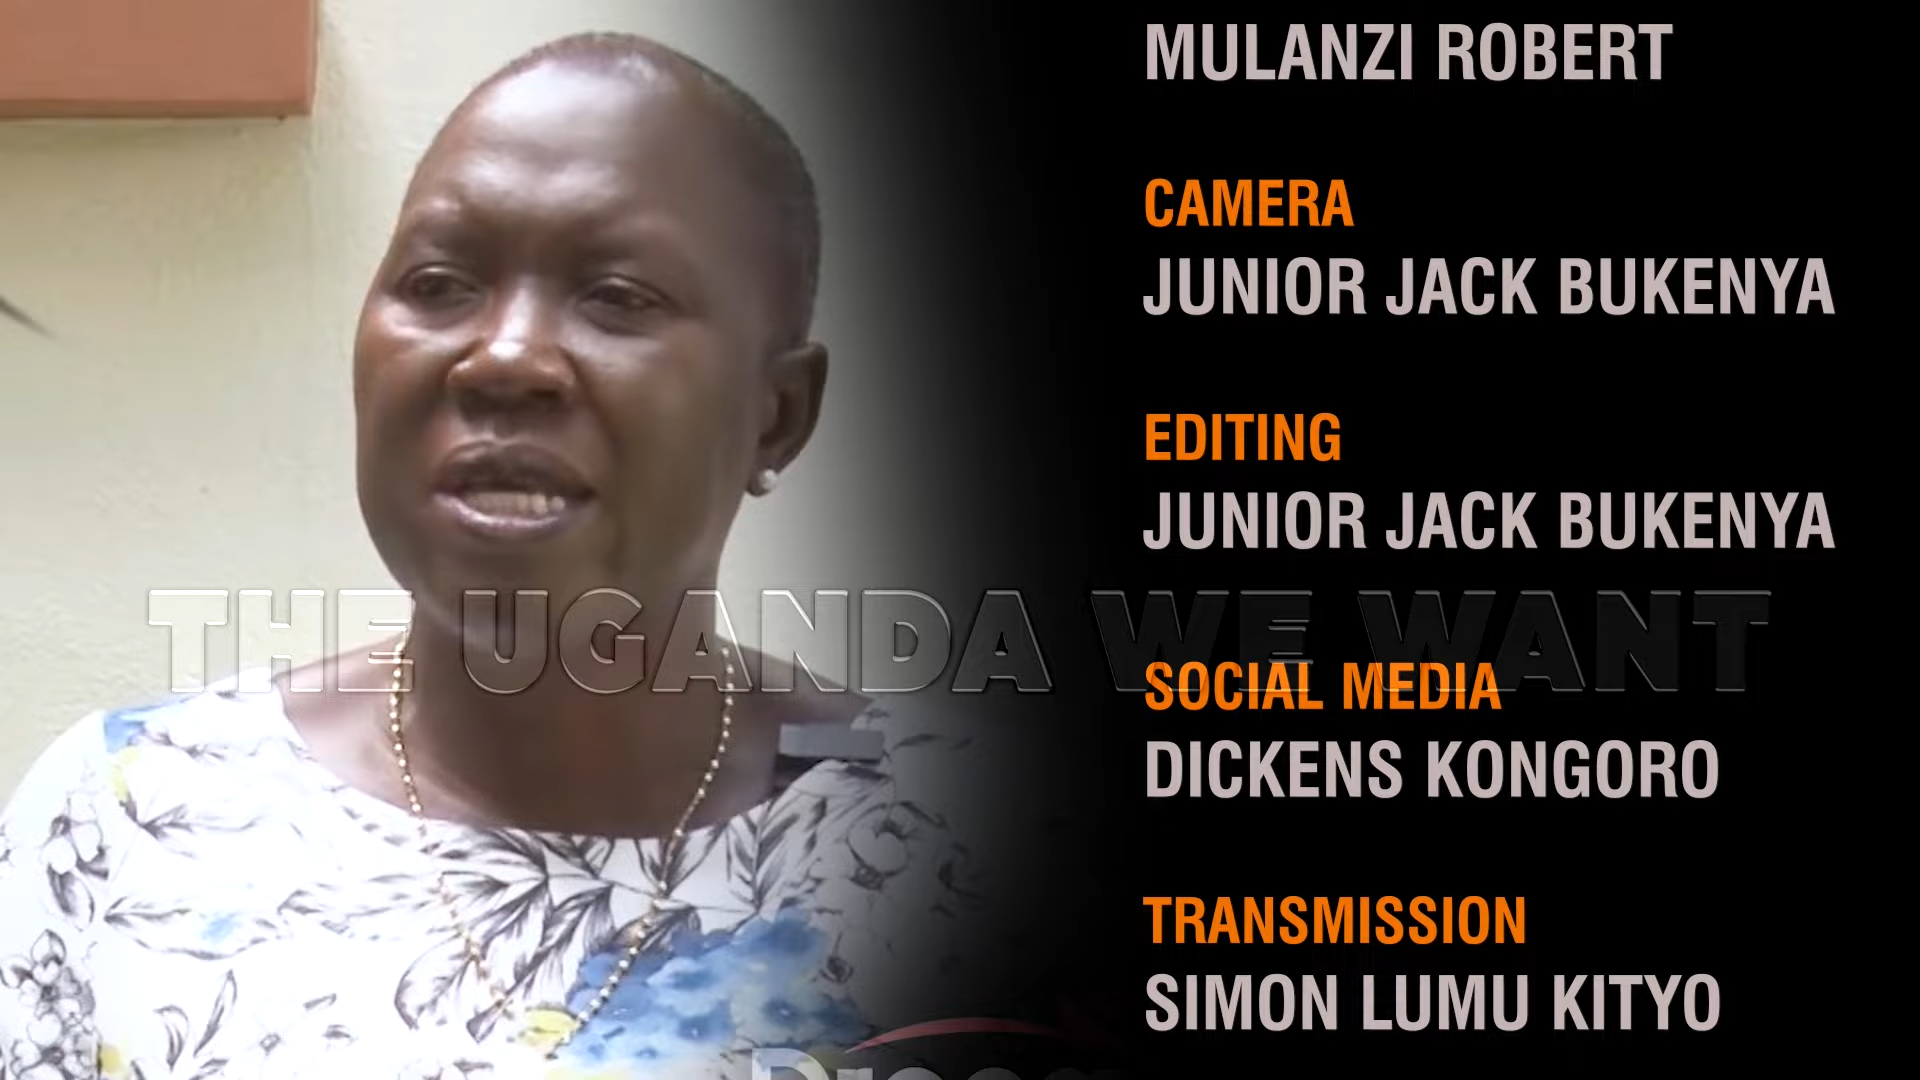 MULANZI ROBERT
CAMERA
JUNIOR JACK BUKENYA
EDITING
JUNIOR JACK BUKENYA
THE UGANDA WE WANT
SOCIAL MEDIA
DICKENS KONGORO
TRANSMISSION
SIMON LUMU KITYO